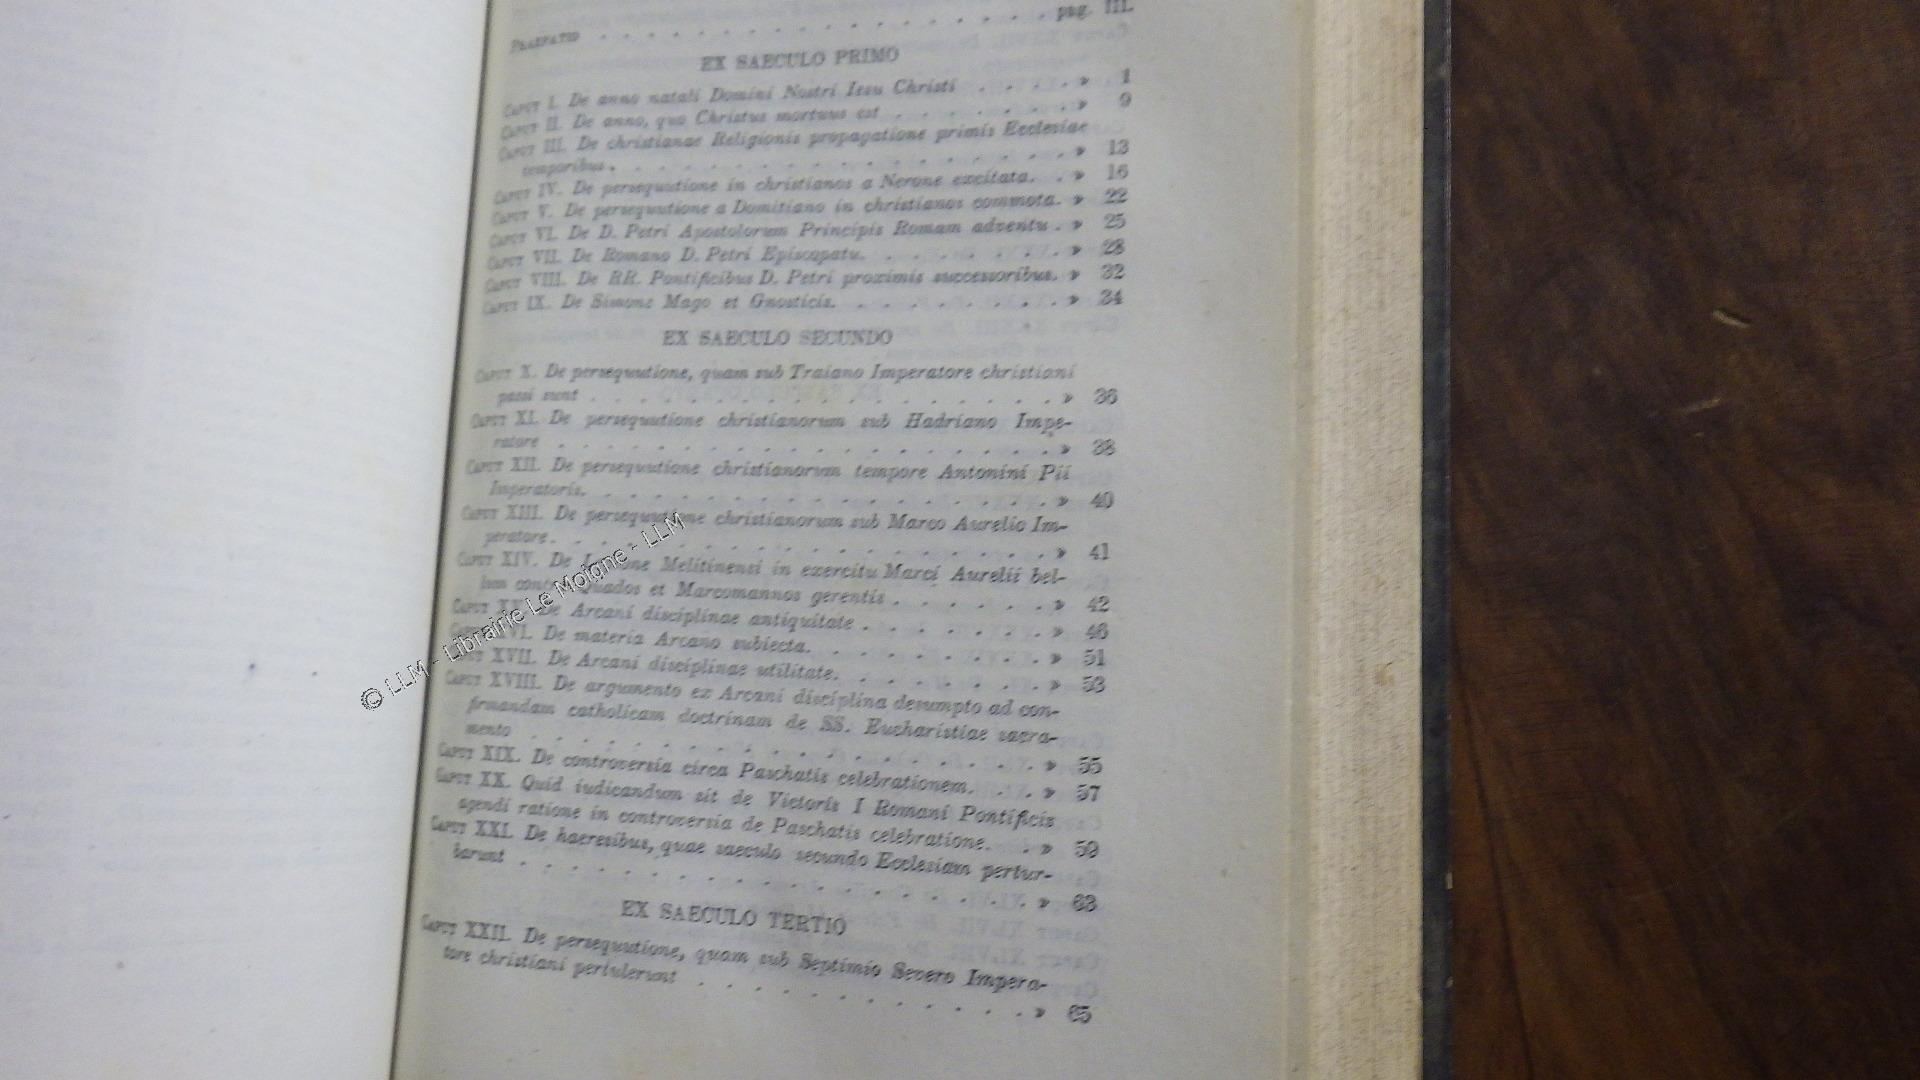 PRAEFATIO . . . . . . . . . . . . . . . . pag. III.
EX SAECULO PRIMO
CAPUT I. De anno natali Domini Nostri Iesu Christi . . . . . » 1
CAPUT II. De anno, quo Christus mortuus est . . . . . . . . » 9
CAPUT III. De christianae Religionis propagatione primis Ecclesiae
temporibus . . . . . . . . . . . . . . . . . . » 13
CAPUT IV. De persequutione in christianos a Nerone excitata. . » 16
CAPUT V. De persequutione a Domitiano in christianos commota. » 22
CAPUT VI. De D. Petri Apostolorum Principis Romam adventu . » 25
CAPUT VII. De Romano D. Petri Episcopatu. . . . . . . . . » 28
CAPUT VIII. De RR. Pontificibus D. Petri proximis successoribus. » 32
CAPUT IX. De Simone Mago et Gnosticis. . . . . . . . . . » 34
EX SAECULO SECUNDO
CAPUT X. De persequutione, quam sub Traiano Imperatore christiani
passi sunt . . . . . . . . . . . . . . . . . . » 36
CAPUT XI. De persequutione christianorum sub Hadriano Impe-
ratore . . . . . . . . . . . . . . . . . . . . » 38
CAPUT XII. De persequutione christianorum tempore Antonini Pii
Imperatoris. . . . . . . . . . . . . . . . . . » 40
CAPUT XIII. De persequutione christianorum sub Marco Aurelio Im-
peratore . . . . . . . . . . . . . . . . . . . » 41
CAPUT XIV. De Legione Melitinensi in exercitu Marci Aurelii bel-
lum contra Quados et Marcomannos gerentis . . . . . . » 42
CAPUT XV. De Arcani disciplinae antiquitate . . . . . . . » 46
CAPUT XVI. De materia Arcano subiecta. . . . . . . . . . » 51
CAPUT XVII. De Arcani disciplinae utilitate. . . . . . . . » 53
CAPUT XVIII. De argumento ex Arcani disciplina desumpto ad con-
firmandam catholicam doctrinam de SS. Eucharistiae sacra-
mento . . . . . . . . . . . . . . . . . . . . » 55
CAPUT XIX. De controversia circa Paschatis celebrationem. . . » 57
CAPUT XX. Quid iudicandum sit de Victoris I Romani Pontificis
agendi ratione in controversia de Paschatis celebratione. . » 59
CAPUT XXI. De haeresibus, quae saeculo secundo Ecclesiam pertur-
barunt . . . . . . . . . . . . . . . . . . . . » 63
EX SAECULO TERTIO
CAPUT XXII. De persequutione, quam sub Septimio Severo Impera-
tore christiani pertulerunt . . . . . . . . . . . . » 65
© LLM - Librairie Le Moigne - LLM